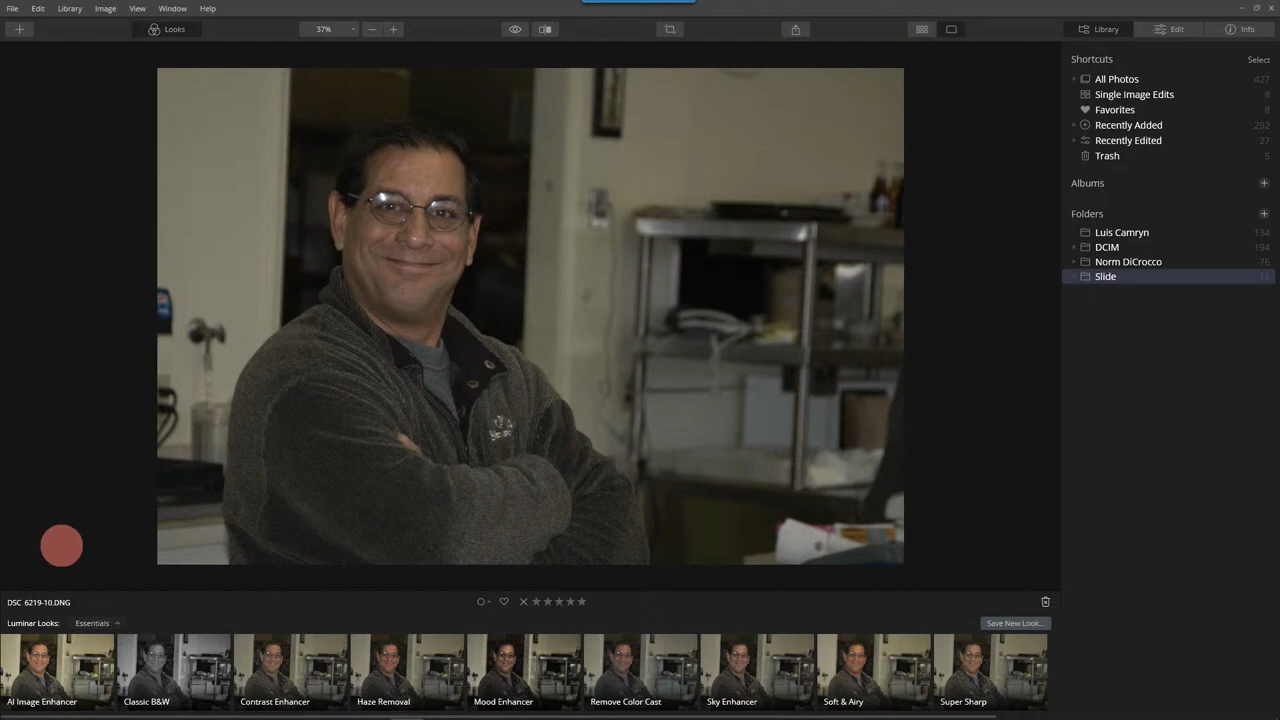 File Edit Library Image View Window Help
Looks 37% Library Edit Info
Shortcuts Select
All Photos 427
Single Image Edits 8
Favorites 8
Recently Added 292
Recently Edited 27
Trash 5
Albums
Folders
Luis Camryn 134
DCIM 194
Norm DiCrocco 76
Slide 16
DSC 6219-10.DNG
Luminar Looks: Essentials Save New Look...
AI Image Enhancer Classic B&W Contrast Enhancer Haze Removal Mood Enhancer Remove Color Cast Sky Enhancer Soft & Airy Super Sharp